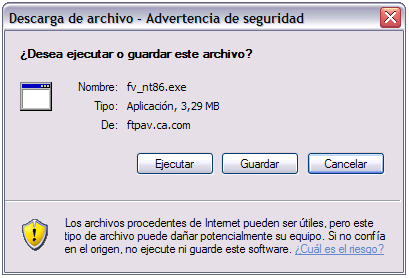 Descarga de archivo - Advertencia de seguridad
¿Desea ejecutar o guardar este archivo?
Nombre: fv_nt86.exe
Tipo: Aplicación, 3,29 MB
De: ftpav.ca.com
Ejecutar Guardar Cancelar
Los archivos procedentes de Internet pueden ser útiles, pero este
tipo de archivo puede dañar potencialmente su equipo. Si no confía
en el origen, no ejecute ni guarde este software. ¿Cuál es el riesgo?